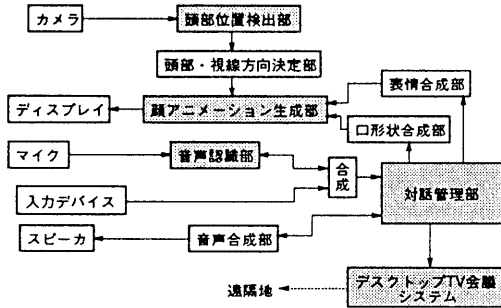 カメラ
頭部位置検出部
頭部・視線方向決定部
表情合成部
ディスプレイ
顔アニメーション生成部
口形状合成部
マイク
音声認識部
合成
対話管理部
入力デバイス
スピーカ
音声合成部
遠隔地
デスクトップTV会議
システム